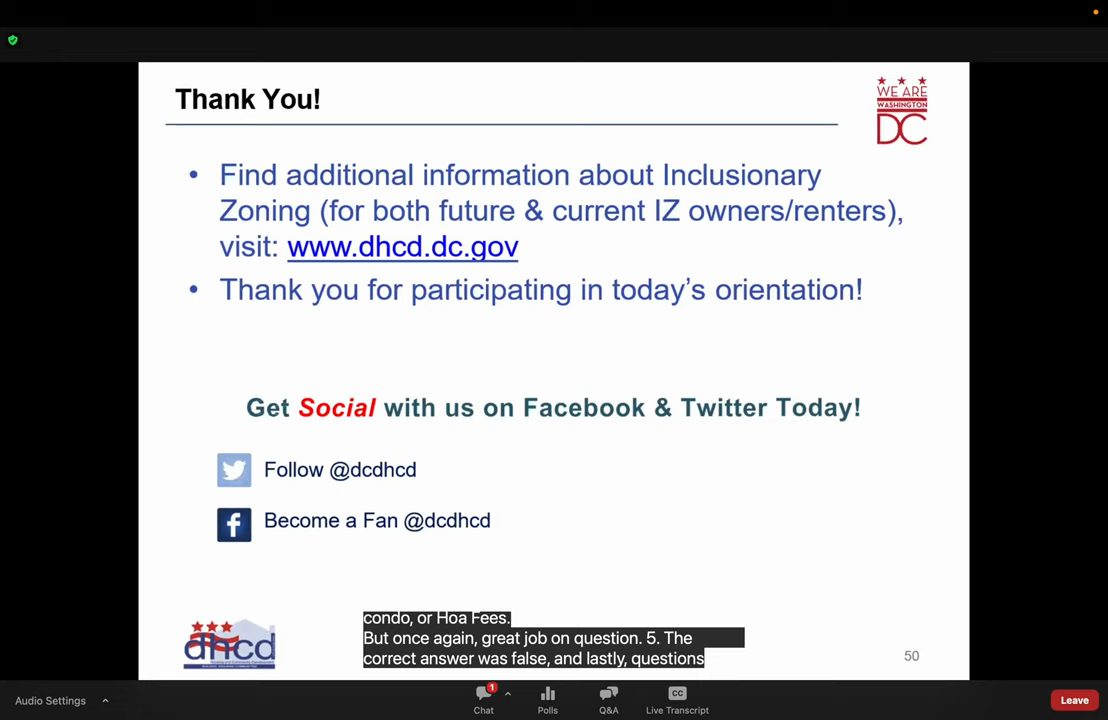 Thank You!
WE ARE
WASHINGTON
DC
• Find additional information about Inclusionary
Zoning (for both future & current IZ owners/renters),
visit: www.dhcd.dc.gov
• Thank you for participating in today’s orientation!
Get Social with us on Facebook & Twitter Today!
Follow @dcdhcd
Become a Fan @dcdhcd
dhcd
condo, or Hoa Fees.
But once again, great job on question. 5. The
correct answer was false, and lastly, questions
50
Audio Settings
1
Chat
Polls
Q&A
CC
Live Transcript
Leave